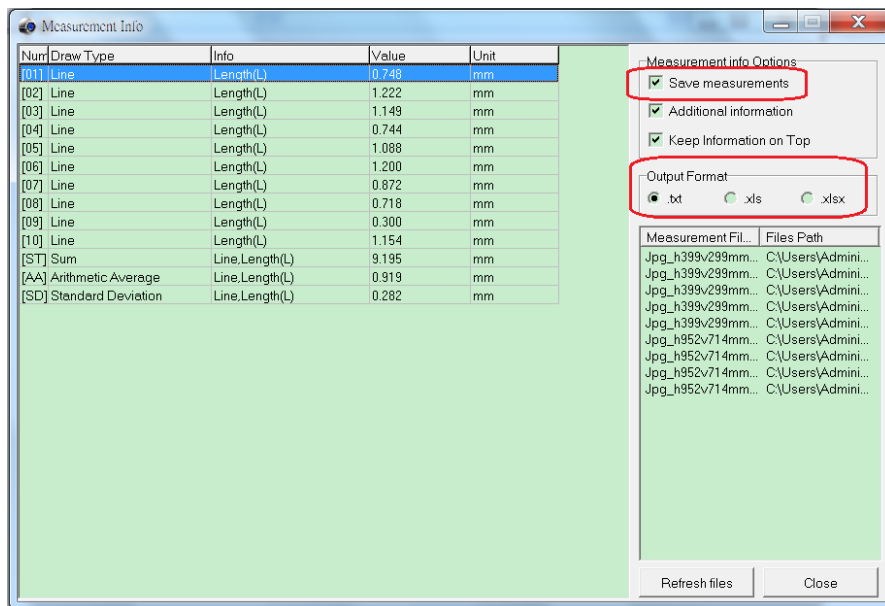 Measurement Info
Num Draw Type Info Value Unit
[01] Line Length(L) 0.748 mm
[02] Line Length(L) 1.222 mm
[03] Line Length(L) 1.149 mm
[04] Line Length(L) 0.744 mm
[05] Line Length(L) 1.088 mm
[06] Line Length(L) 1.200 mm
[07] Line Length(L) 0.872 mm
[08] Line Length(L) 0.718 mm
[09] Line Length(L) 0.300 mm
[10] Line Length(L) 1.154 mm
[ST] Sum Line,Length(L) 9.195 mm
[AA] Arithmetic Average Line,Length(L) 0.919 mm
[SD] Standard Deviation Line,Length(L) 0.282 mm
Measurement info Options
Save measurements
Additional information
Keep Information on Top
Output Format
.txt .xls .xlsx
Measurement Fil... Files Path
Jpg_h399v299mm... C:\Users\Admini...
Jpg_h399v299mm... C:\Users\Admini...
Jpg_h399v299mm... C:\Users\Admini...
Jpg_h399v299mm... C:\Users\Admini...
Jpg_h399v299mm... C:\Users\Admini...
Jpg_h952v714mm... C:\Users\Admini...
Jpg_h952v714mm... C:\Users\Admini...
Jpg_h952v714mm... C:\Users\Admini...
Jpg_h952v714mm... C:\Users\Admini...
Refresh files Close